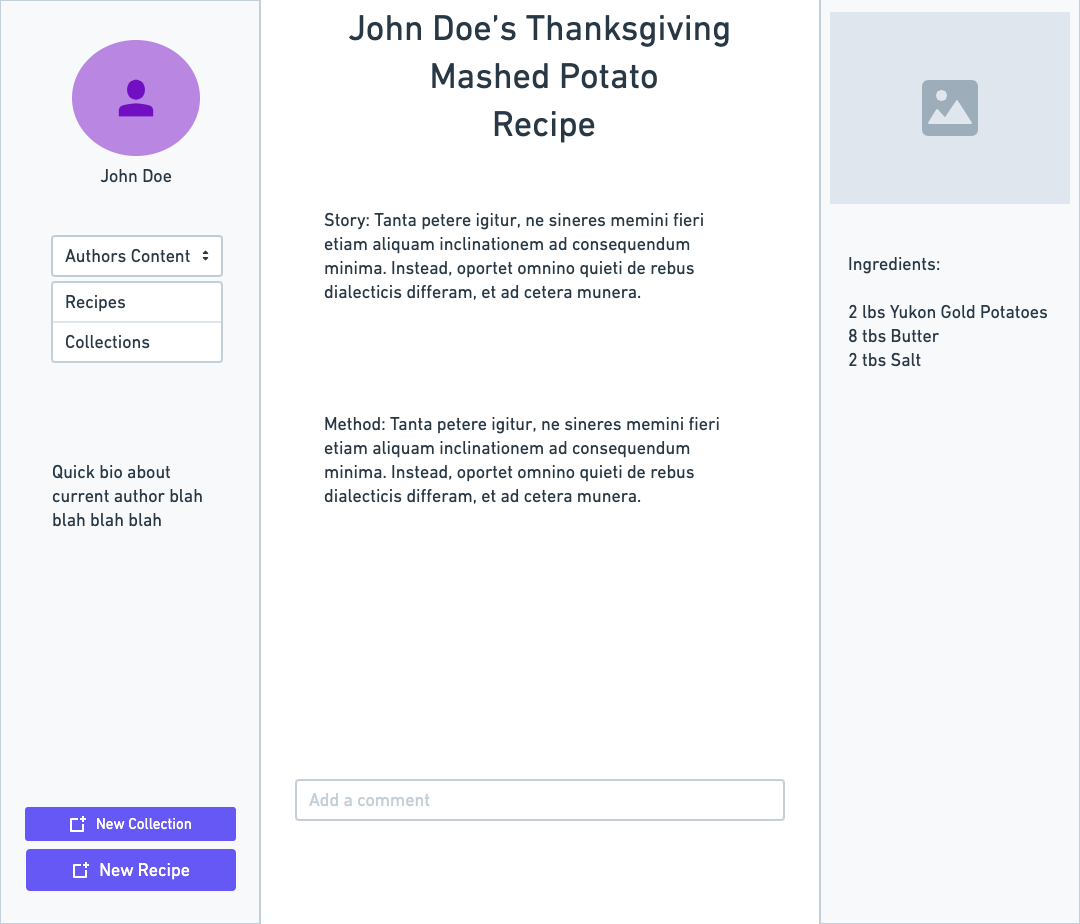 John Doe
Authors Content
Recipes
Collections
Quick bio about
current author blah
blah blah blah
New Collection
New Recipe
John Doe’s Thanksgiving
Mashed Potato
Recipe
Story: Tanta petere igitur, ne sineres memini fieri
etiam aliquam inclinationem ad consequendum
minima. Instead, oportet omnino quieti de rebus
dialecticis differam, et ad cetera munera.
Method: Tanta petere igitur, ne sineres memini fieri
etiam aliquam inclinationem ad consequendum
minima. Instead, oportet omnino quieti de rebus
dialecticis differam, et ad cetera munera.
Add a comment
Ingredients:
2 lbs Yukon Gold Potatoes
8 tbs Butter
2 tbs Salt